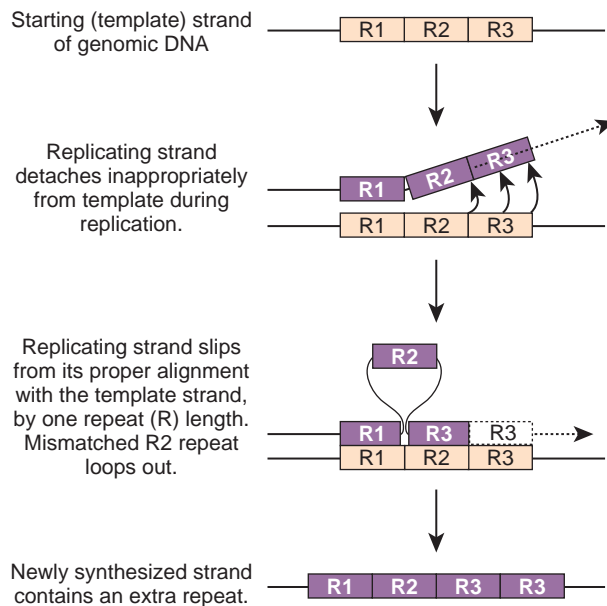 Starting (template) strand
of genomic DNA
R1 R2 R3
Replicating strand
detaches inappropriately
from template during
replication.
R1 R2 R3
R1 R2 R3
Replicating strand slips
from its proper alignment
with the template strand,
by one repeat (R) length.
Mismatched R2 repeat
loops out.
R2
R1 R3 R3
R1 R2 R3
Newly synthesized strand
contains an extra repeat.
R1 R2 R3 R3